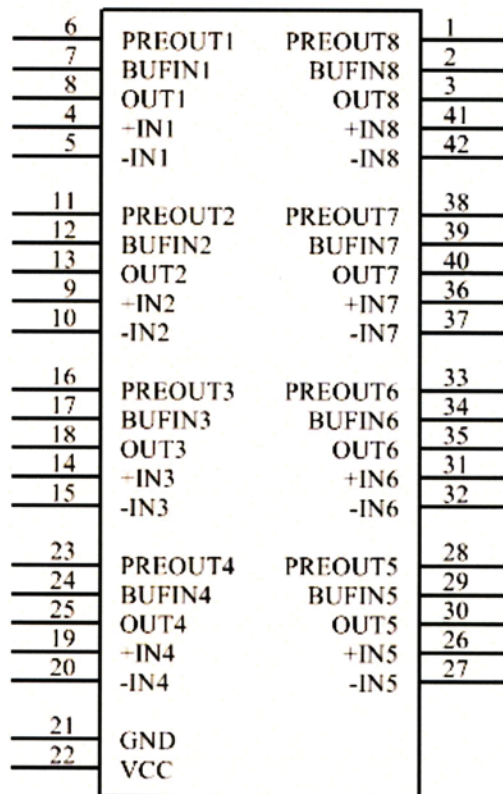 6 PREOUT1 PREOUT8 1
7 BUFIN1 BUFIN8 2
8 OUT1 OUT8 3
4 +IN1 +IN8 41
5 -IN1 -IN8 42
11 PREOUT2 PREOUT7 38
12 BUFIN2 BUFIN7 39
13 OUT2 OUT7 40
9 +IN2 +IN7 36
10 -IN2 -IN7 37
16 PREOUT3 PREOUT6 33
17 BUFIN3 BUFIN6 34
18 OUT3 OUT6 35
14 +IN3 +IN6 31
15 -IN3 -IN6 32
23 PREOUT4 PREOUT5 28
24 BUFIN4 BUFIN5 29
25 OUT4 OUT5 30
19 +IN4 +IN5 26
20 -IN4 -IN5 27
21 GND
22 VCC